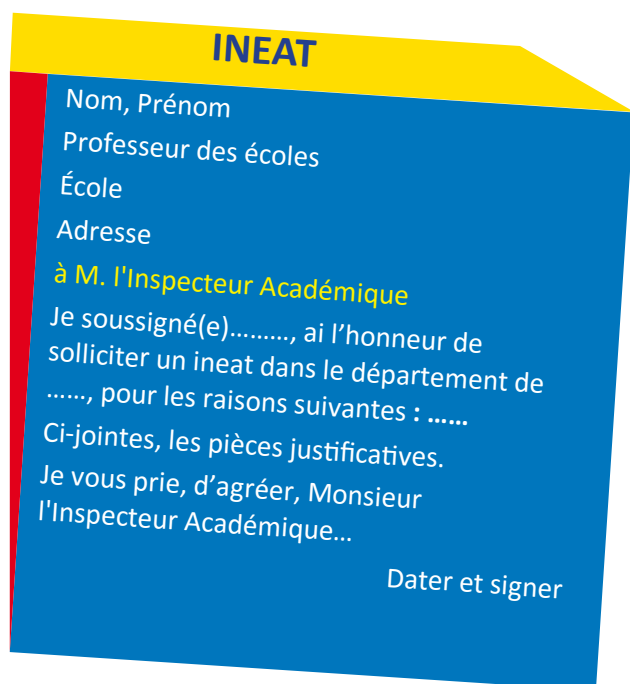 INEAT
Nom, Prénom
Professeur des écoles
École
Adresse
à M. l'Inspecteur Académique
Je soussigné(e)………, ai l’honneur de
solliciter un ineat dans le département de
……, pour les raisons suivantes : ……
Ci-jointes, les pièces justificatives.
Je vous prie, d’agréer, Monsieur
l'Inspecteur Académique…
Dater et signer